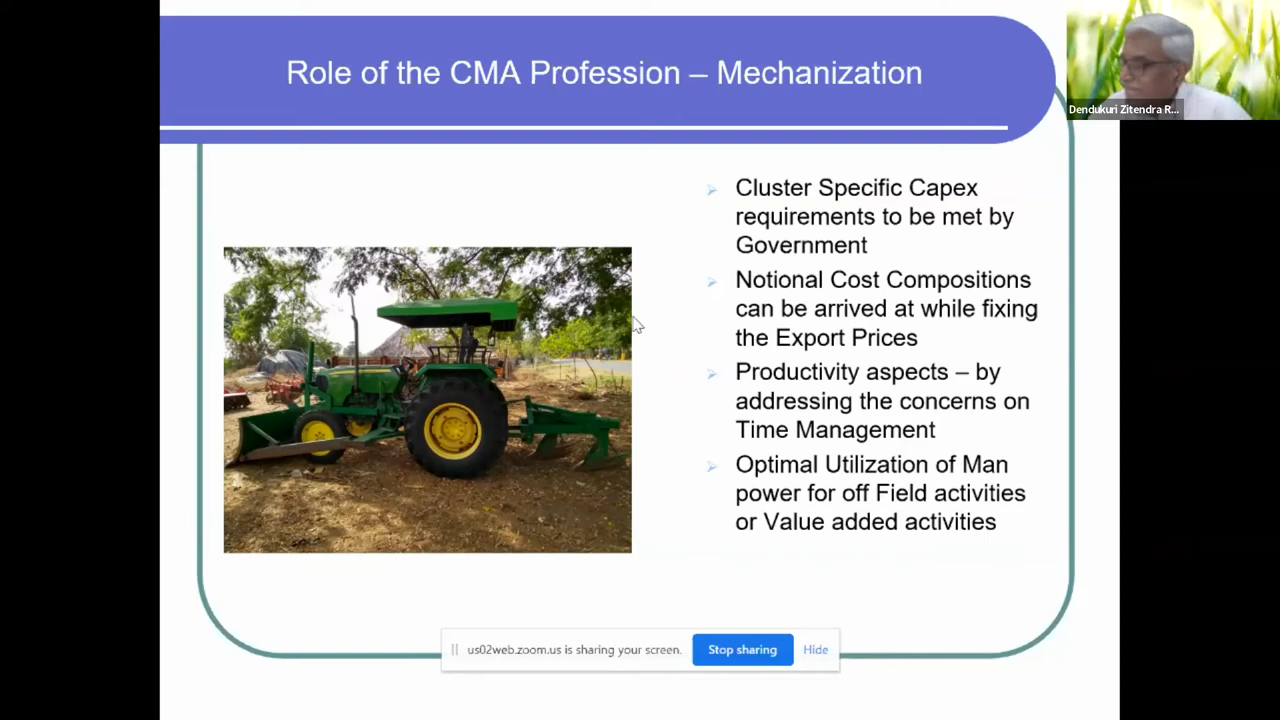 Role of the CMA Profession – Mechanization
Dendukuri Zitendra R...
Cluster Specific Capex
requirements to be met by
Government
Notional Cost Compositions
can be arrived at while fixing
the Export Prices
Productivity aspects – by
addressing the concerns on
Time Management
Optimal Utilization of Man
power for off Field activities
or Value added activities
us02web.zoom.us is sharing your screen.
Stop sharing
Hide